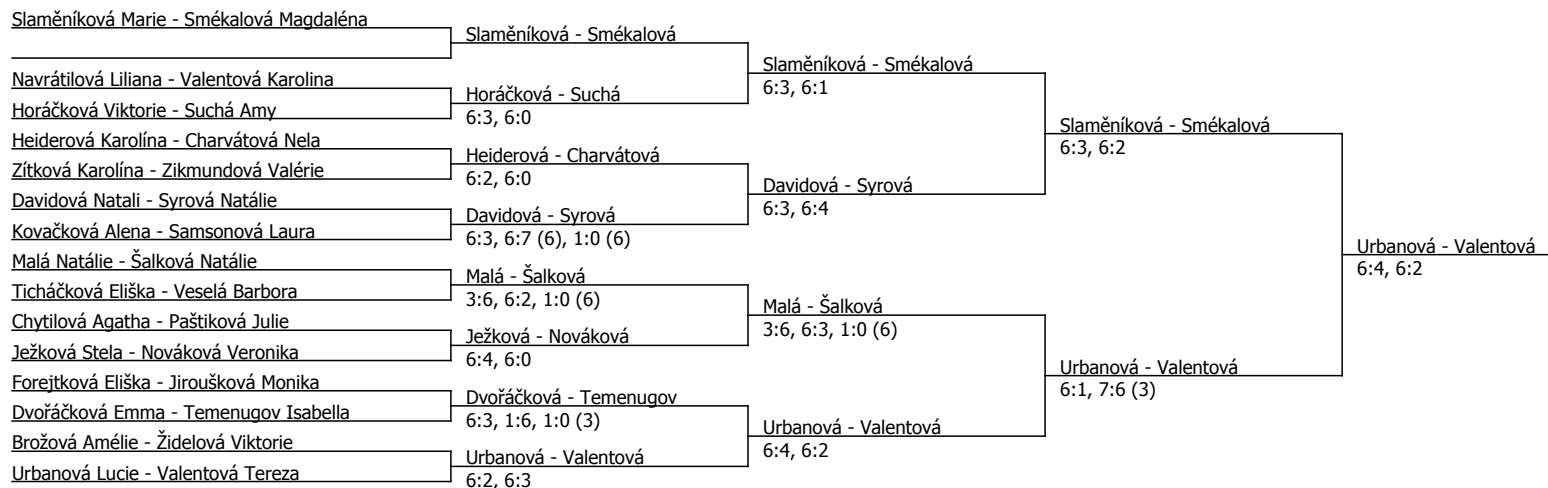 Slaměníková Marie - Smékalová Magdaléna
Navrátilová Liliana - Valentová Karolina
Horáčková Viktorie - Suchá Amy
Heiderová Karolína - Charvátová Nela
Zítková Karolína - Zikmundová Valérie
Davidová Natali - Syrová Natálie
Kovačková Alena - Samsonová Laura
Malá Natálie - Šalková Natálie
Ticháčková Eliška - Veselá Barbora
Chytilová Agatha - Paštiková Julie
Ježková Stela - Nováková Veronika
Forejtková Eliška - Jiroušková Monika
Dvořáčková Emma - Temenugov Isabella
Brožová Amélie - Židelová Viktorie
Urbanová Lucie - Valentová Tereza
Slaměníková - Smékalová
Horáčková - Suchá
6:3, 6:0
Heiderová - Charvátová
6:2, 6:0
Davidová - Syrová
6:3, 6:7 (6), 1:0 (6)
Malá - Šalková
3:6, 6:2, 1:0 (6)
Ježková - Nováková
6:4, 6:0
Dvořáčková - Temenugov
6:3, 1:6, 1:0 (3)
Urbanová - Valentová
6:2, 6:3
Slaměníková - Smékalová
6:3, 6:1
Davidová - Syrová
6:3, 6:4
Malá - Šalková
3:6, 6:3, 1:0 (6)
Urbanová - Valentová
6:4, 6:2
Slaměníková - Smékalová
6:3, 6:2
Urbanová - Valentová
6:1, 7:6 (3)
Urbanová - Valentová
6:4, 6:2